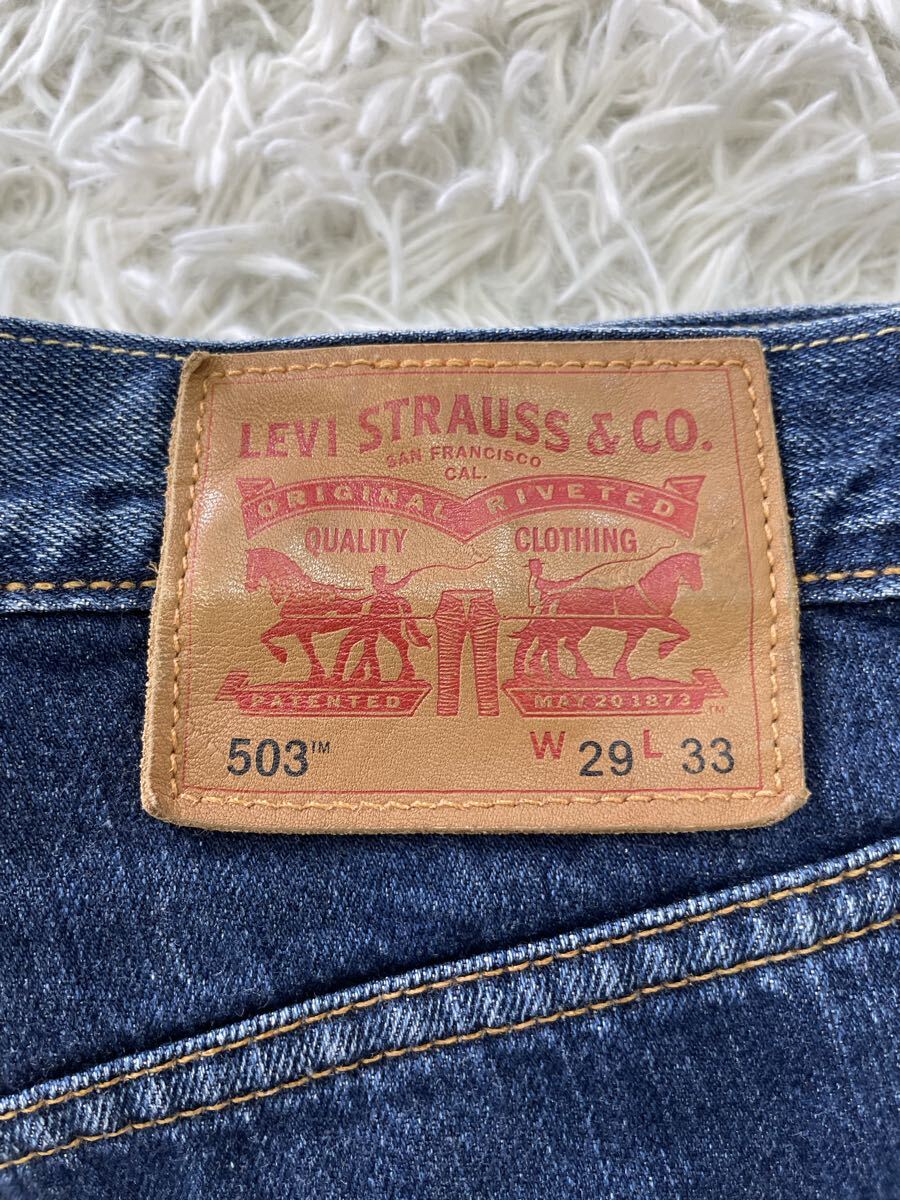 LEVI STRAUSS & CO.
SAN FRANCISCO
CAL.
ORIGINAL RIVETED
QUALITY CLOTHING
PATENTED MAY 20 1873 ™
503™ W 29 L 33